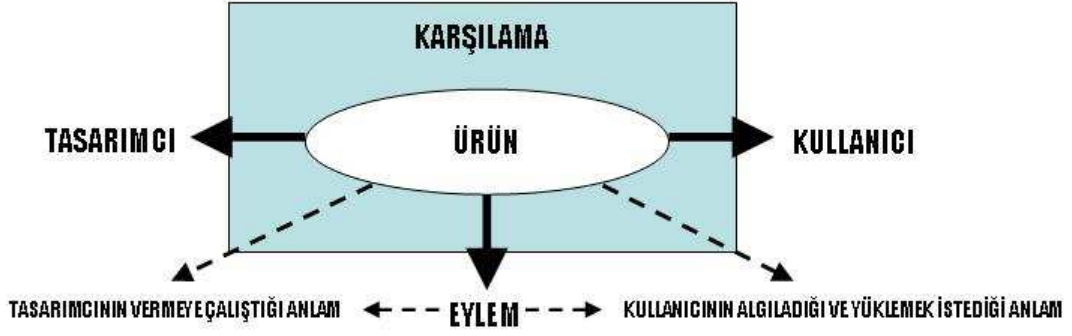 KARŞILAMA
TASARIMCI
ÜRÜN
KULLANICI
TASARIMCININ VERMEYE ÇALIŞTIĞI ANLAM
EYLEM
KULLANICININ ALGILADIĞI VE YÜKLEMEK İSTEDİĞİ ANLAM